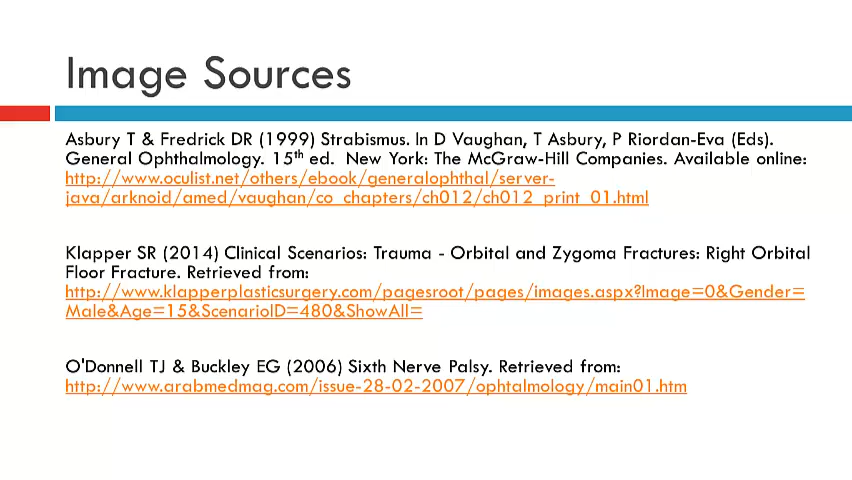 Image Sources
Asbury T & Fredrick DR (1999) Strabismus. In D Vaughan, T Asbury, P Riordan-Eva (Eds).
General Ophthalmology. 15th ed. New York: The McGraw-Hill Companies. Available online:
http://www.oculist.net/others/ebook/generalophthal/server-
java/arknoid/amed/vaughan/co_chapters/ch012/ch012_print_01.html
Klapper SR (2014) Clinical Scenarios: Trauma - Orbital and Zygoma Fractures: Right Orbital
Floor Fracture. Retrieved from:
http://www.klapperplasticsurgery.com/pagesroot/pages/images.aspx?Image=0&Gender=
Male&Age=15&ScenarioID=480&ShowAll=
O'Donnell TJ & Buckley EG (2006) Sixth Nerve Palsy. Retrieved from:
http://www.arabmedmag.com/issue-28-02-2007/ophtalmology/main01.htm